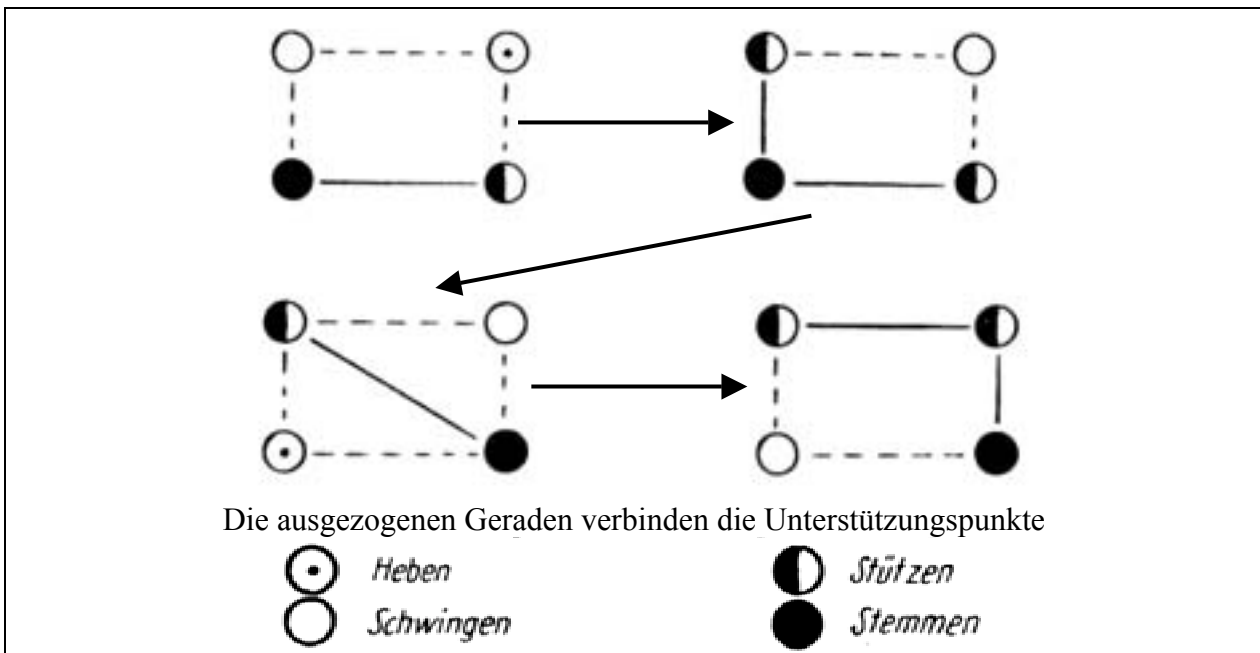 Die ausgezogenen Geraden verbinden die Unterstützungspunkte
Heben
Stützen
Schwingen
Stemmen